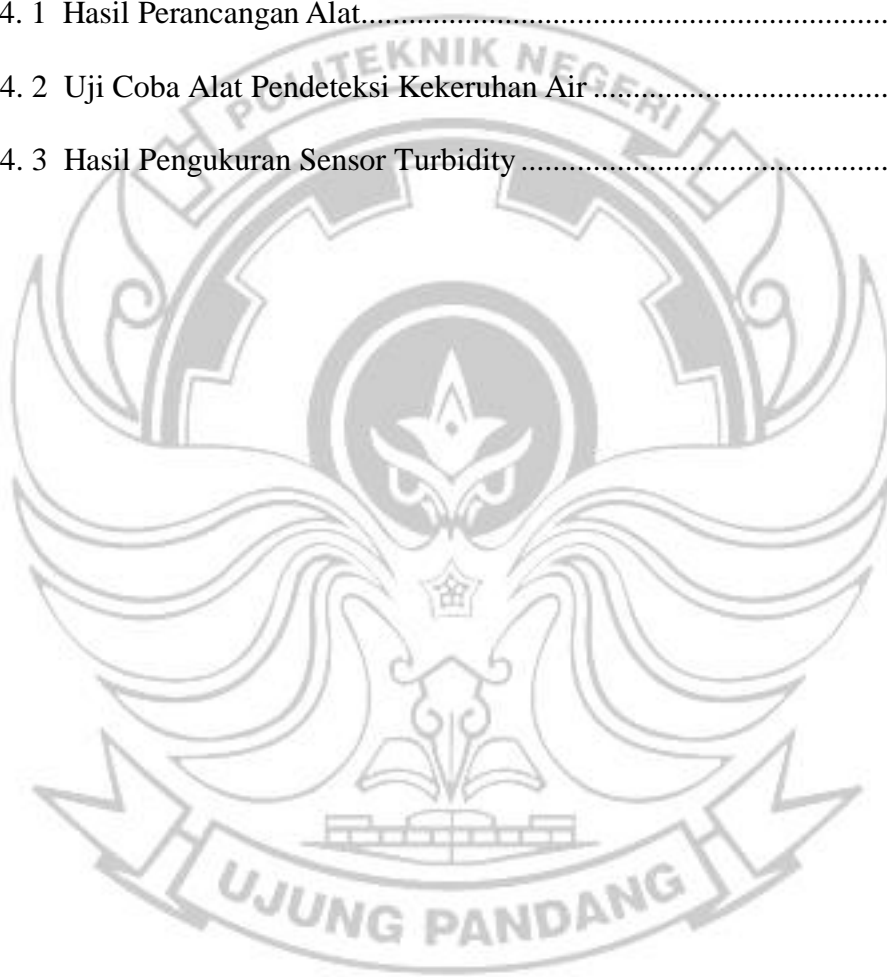 4. 1 Hasil Perancangan Alat...................................................................
POLITEKNIK NEGERI
4. 2 Uji Coba Alat Pendeteksi Kekeruhan Air .....................................
4. 3 Hasil Pengukuran Sensor Turbidity ..............................................
UJUNG PANDANG